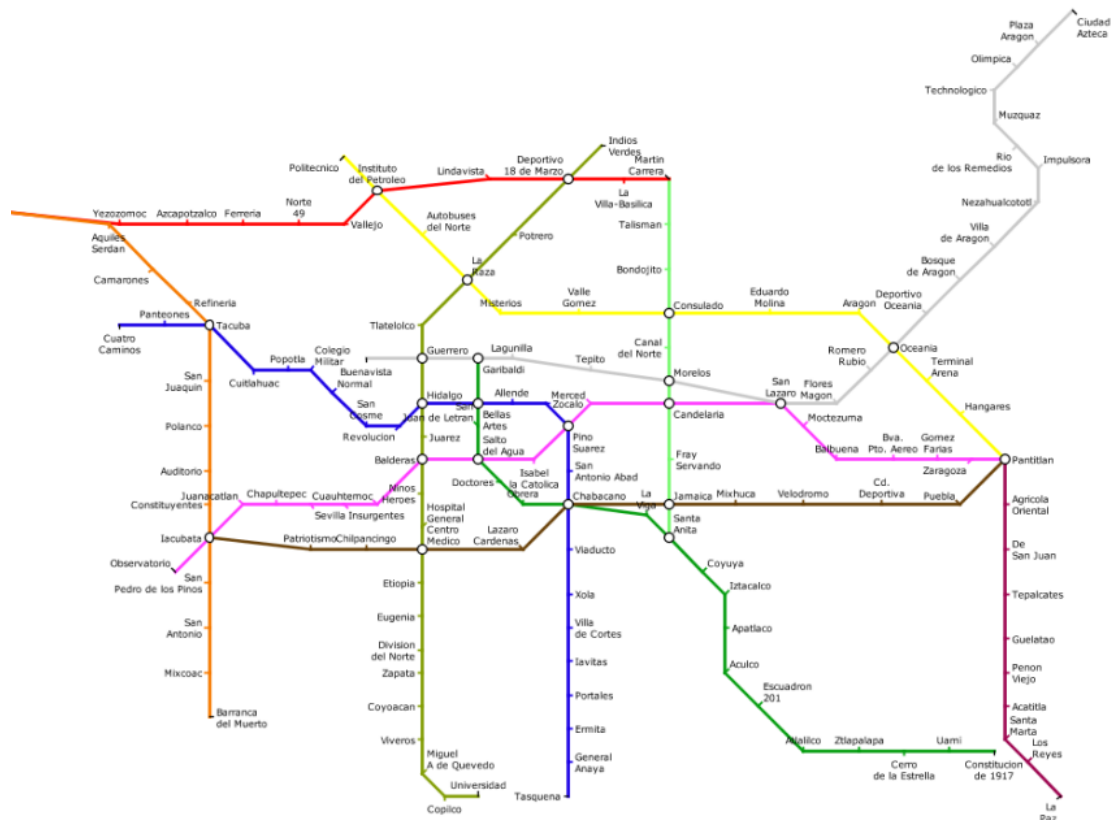 Ciudad
Azteca
Plaza
Aragon
Olimpica
Technologico
Muzquaz
Rio
de los Remedios
Impulsora
Nezahualcototl
Villa
de Aragon
Bosque
de Aragon
Deportivo
Oceania
Indios
Verdes
Politecnico
Instituto
del Petroleo
Lindavista
Deportivo
18 de Marzo
Martin
Carrera
La
Villa-Basilica
Yezozomoc
Azcapotzalco
Ferreria
Norte
49
Vallejo
Autobuses
del Norte
Potrero
Talisman
Aquiles
Serdan
Camarones
La
Raza
Bondojito
Refineria
Misterios
Valle
Gomez
Consulado
Eduardo
Molina
Aragon
Panteones
Cuatro
Caminos
Tacuba
Tlatelolco
Canal
del Norte
Oceania
Romero
Rubio
Terminal
Arena
Popotla
Colegio
Militar
Cuitlahuac
Buenavista
Normal
Guerrero
Lagunilla
Garibaldi
Tepito
Morelos
San
Juaquin
San
Lazaro
Flores
Magon
San
Cosme
Revolucion
Hidalgo
San
Juan de Letran
Allende
Bellas
Artes
Merced
Zocalo
Candelaria
Moctezuma
Hangares
Polanco
Juarez
Salto
del Agua
Pino
Suarez
Balbuena
Bva.
Pto. Aereo
Gomez
Farias
Zaragoza
Pantitlan
Auditorio
Balderas
Isabel
la Catolica
San
Antonio Abad
Fray
Servando
Doctores
Obrera
Juanacatlan
Chapultepec
Cuauhtemoc
Sevilla
Insurgentes
Ninos
Heroes
Constituyentes
Chabacano
La
Viga
Jamaica
Mixhuca
Velodromo
Cd.
Deportiva
Puebla
Agricola
Oriental
Hospital
General
Centro
Medico
Lazaro
Cardenas
Santa
Anita
Iacubata
Patriotismo
Chilpancingo
Viaducto
De
San Juan
Observatorio
San
Pedro de los Pinos
Etiopia
Xola
Coyuya
Iztacalco
Tepalcates
San
Antonio
Eugenia
Villa
de Cortes
Apatlaco
Guelatao
Division
del Norte
Iavitas
Aculco
Mixcoac
Zapata
Penon
Viejo
Coyoacan
Portales
Escuadron
201
Acatitla
Barranca
del Muerto
Viveros
Ermita
Santa
Marta
Atlalilco
Ztlapalapa
Cerro
de la Estrella
Uami
Constitucion
de 1917
Los
Reyes
Miguel
A de Quevedo
General
Anaya
Universidad
Copilco
Tasquena
La
Paz